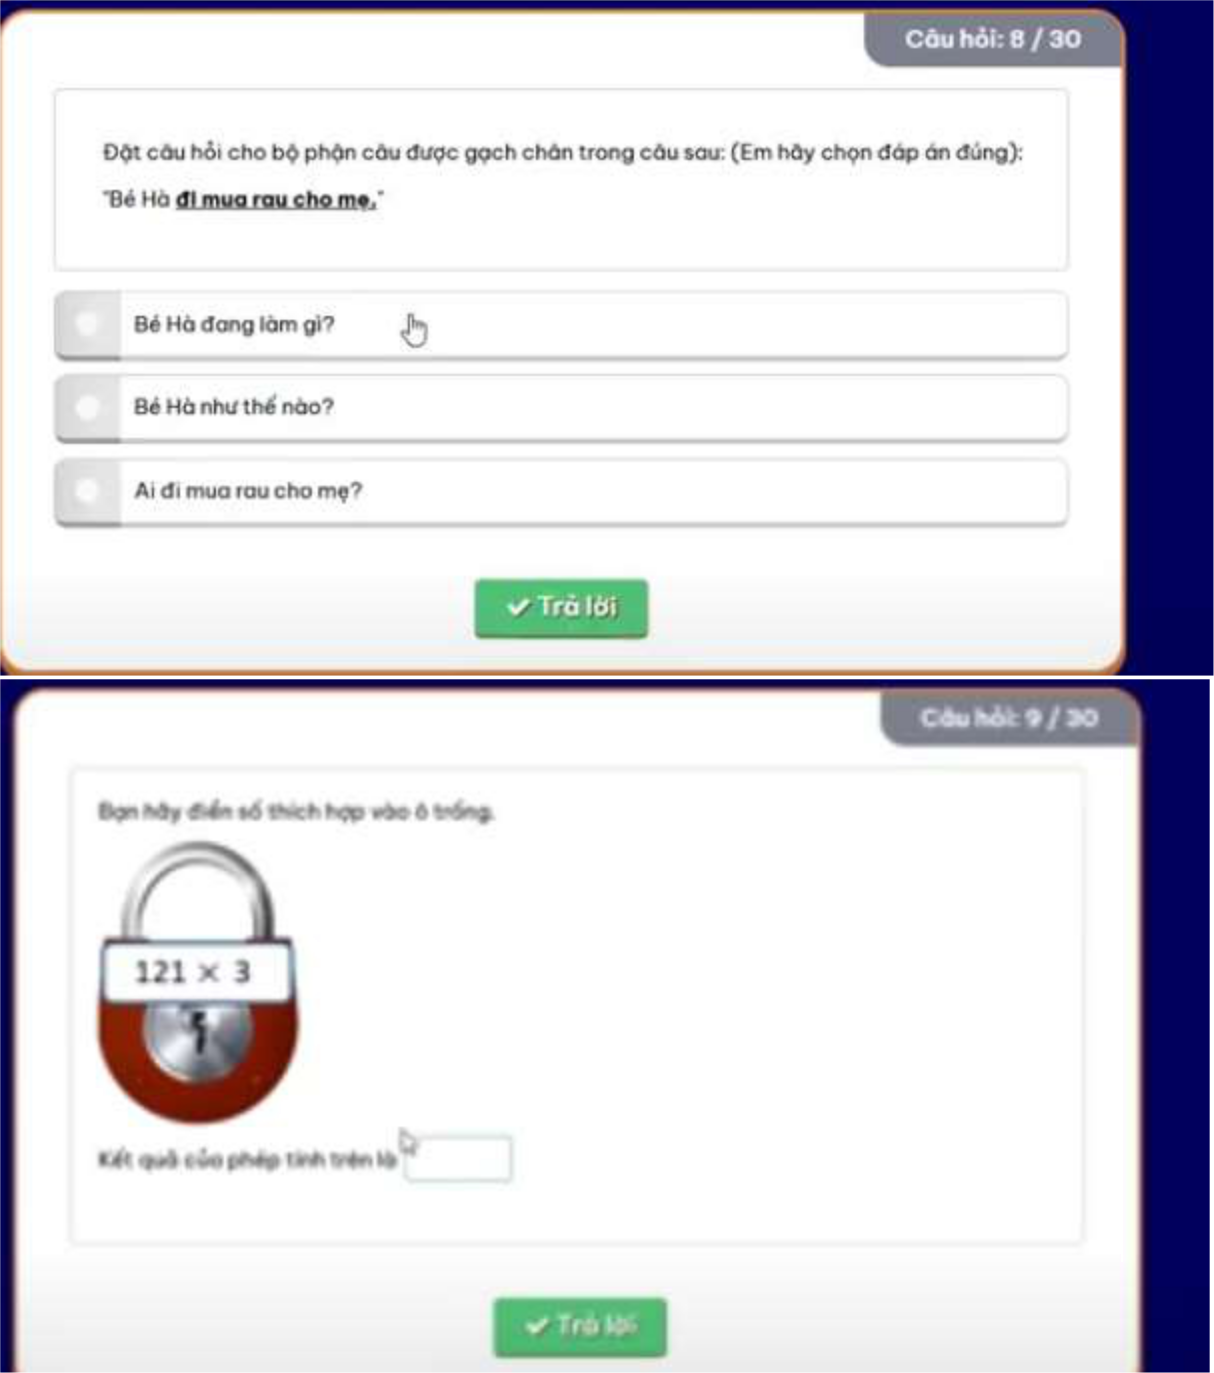 Câu hỏi: 8 / 30
Đặt câu hỏi cho bộ phận câu được gạch chân trong câu sau: (Em hãy chọn đáp án đúng):
"Bé Hà đi mua rau cho mẹ."
Bé Hà đang làm gì?
Bé Hà như thế nào?
Ai đi mua rau cho mẹ?
Trả lời
Câu hỏi: 9 / 30
Bạn hãy điền số thích hợp vào ô trống.
121 × 3
Kết quả của phép tính trên là
Trả lời